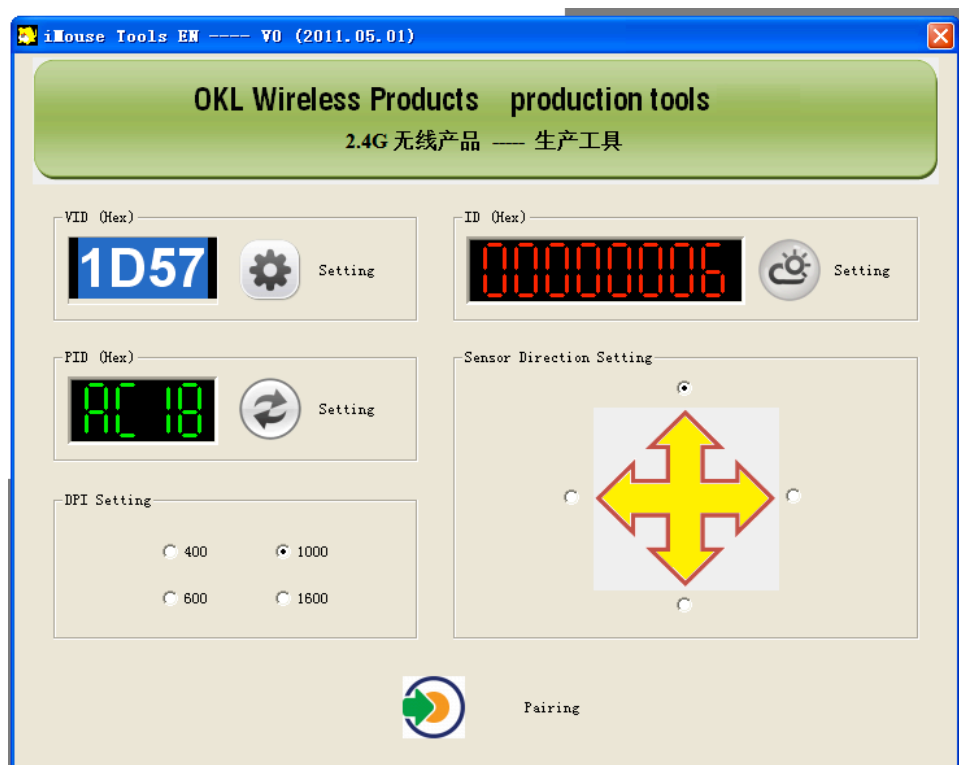 iMouse Tools EN ---- V0 (2011.05.01)
OKL Wireless Products production tools
2.4G 无线产品 ---- 生产工具
VID (Hex)
1D57
Setting
ID (Hex)
00000006
Setting
PID (Hex)
AC18
Setting
Sensor Direction Setting
DPI Setting
400
1000
600
1600
Pairing